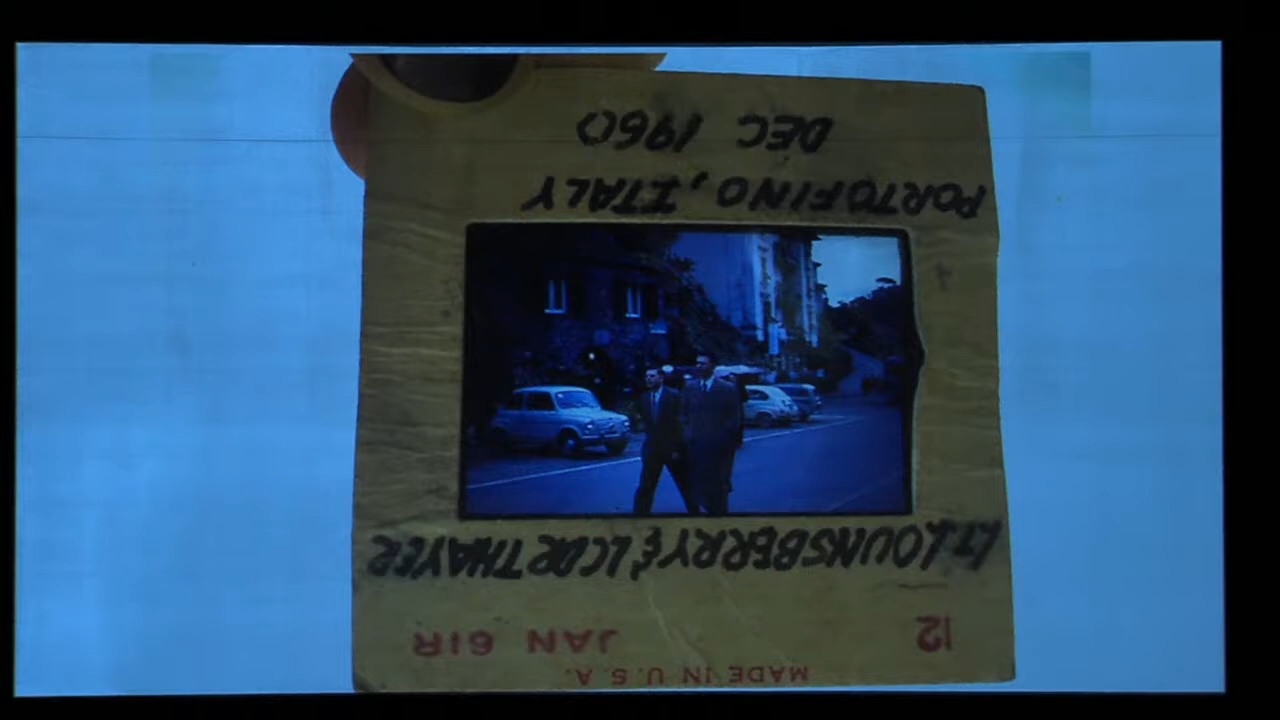 MADE IN U.S.A.
12 JAN 61R
LT LOUNSBERRY & LCDR THAYER
PORTOFINO, ITALY
DEC 1960